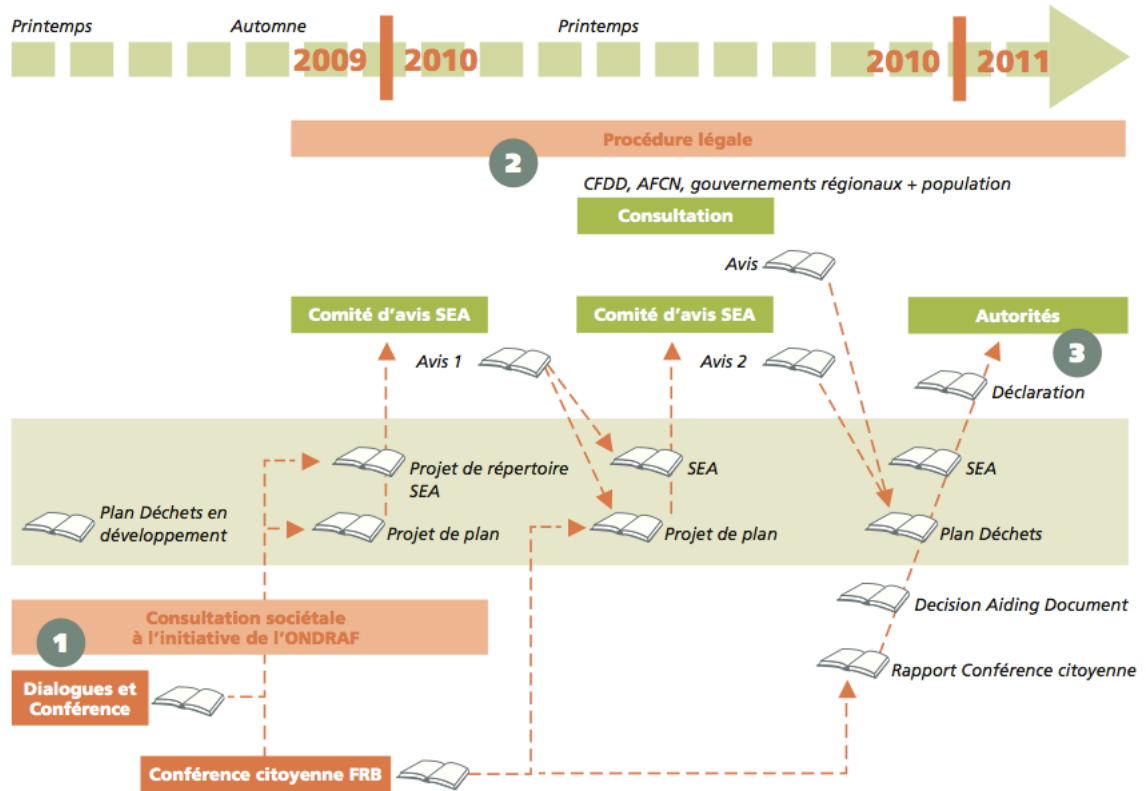 Printemps
Automne
Printemps
2009
2010
2010
2011
Procédure légale
2
CFDD, AFCN, gouvernements régionaux + population
Consultation
Avis
Comité d'avis SEA
Comité d'avis SEA
Autorités
3
Avis 1
Avis 2
Déclaration
Projet de répertoire
SEA
SEA
SEA
Plan Déchets en
développement
Projet de plan
Projet de plan
Plan Déchets
Decision Aiding Document
Consultation sociétale
à l'initiative de l'ONDRAF
1
Rapport Conférence citoyenne
Dialogues et
Conférence
Conférence citoyenne FRB